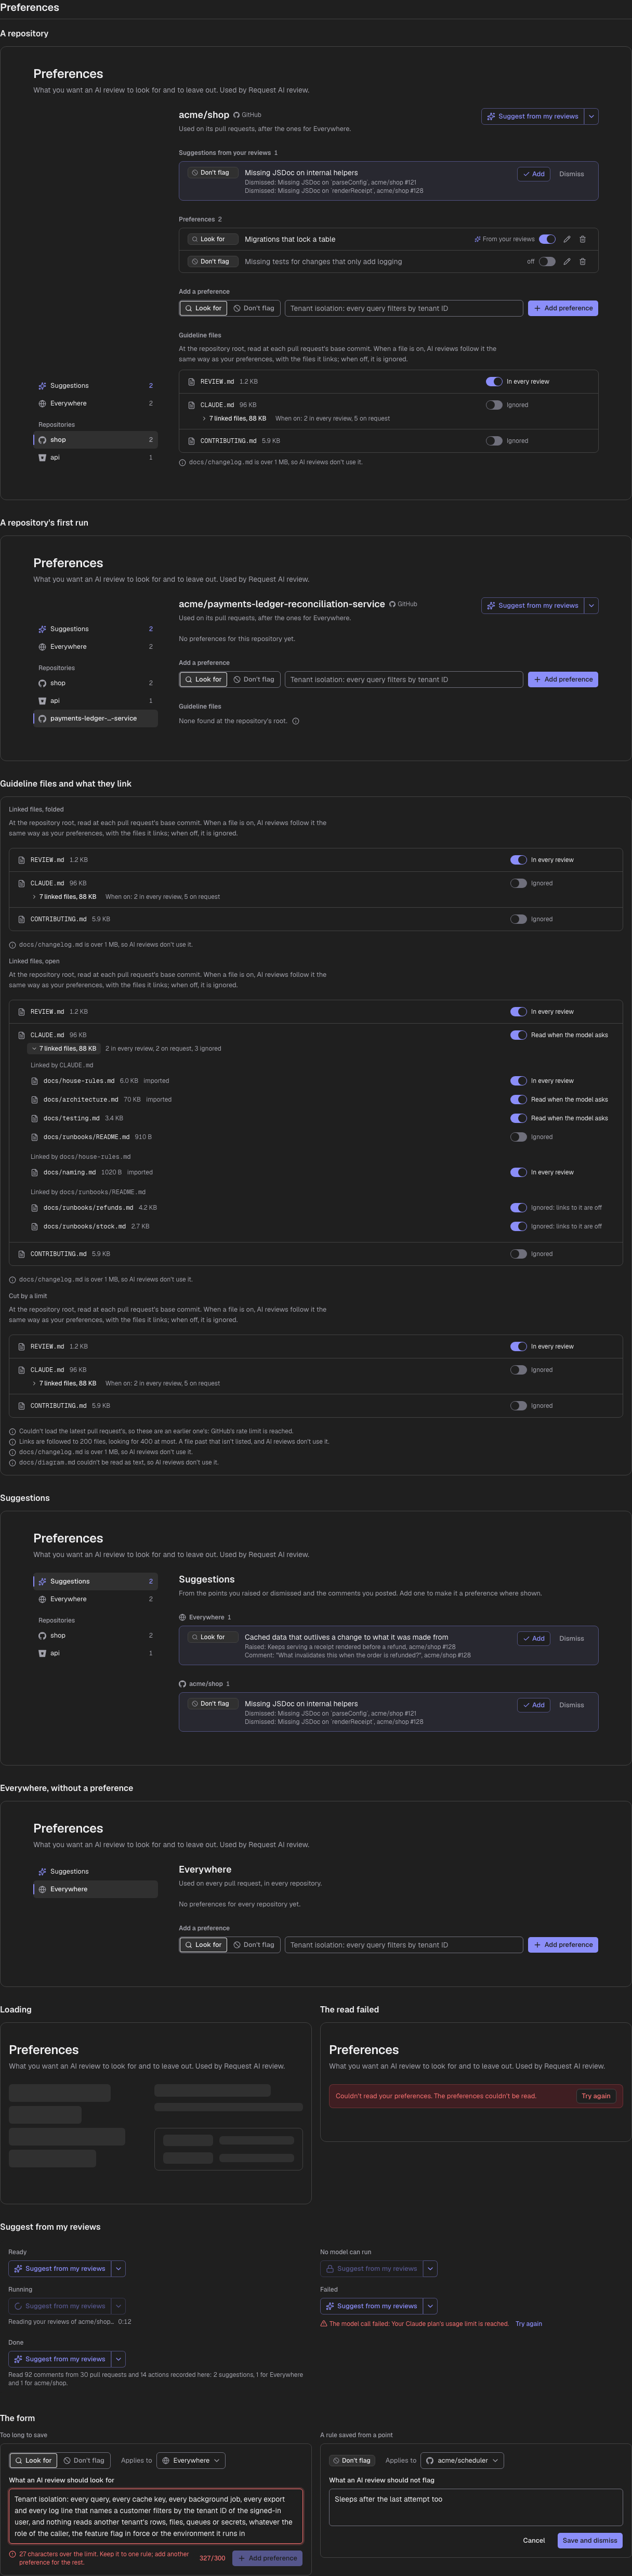 Preferences
A repository
Preferences
What you want an AI review to look for and to leave out. Used by Request AI review.
Suggestions 2
Everywhere 2
Repositories
shop 2
api 1
acme/shop GitHub
Suggest from my reviews
Used on its pull requests, after the ones for Everywhere.
Suggestions from your reviews 1
Don't flag Missing JSDoc on internal helpers Add Dismiss
Dismissed: Missing JSDoc on `parseConfig`, acme/shop #121
Dismissed: Missing JSDoc on `renderReceipt`, acme/shop #128
Preferences 2
Look for Migrations that lock a table From your reviews
Don't flag Missing tests for changes that only add logging off
Add a preference
Look for Don't flag Tenant isolation: every query filters by tenant ID Add preference
Guideline files
At the repository root, read at each pull request's base commit. When a file is on, AI reviews follow it the
same way as your preferences, with the files it links; when off, it is ignored.
REVIEW.md 1.2 KB In every review
CLAUDE.md 96 KB Ignored
7 linked files, 88 KB When on: 2 in every review, 5 on request
CONTRIBUTING.md 5.9 KB Ignored
docs/changelog.md is over 1 MB, so AI reviews don't use it.
A repository's first run
Preferences
What you want an AI review to look for and to leave out. Used by Request AI review.
Suggestions 2
Everywhere 2
Repositories
shop 2
api 1
payments-ledger-...-service
acme/payments-ledger-reconciliation-service GitHub
Suggest from my reviews
Used on its pull requests, after the ones for Everywhere.
No preferences for this repository yet.
Add a preference
Look for Don't flag Tenant isolation: every query filters by tenant ID Add preference
Guideline files
None found at the repository's root.
Guideline files and what they link
Linked files, folded
At the repository root, read at each pull request's base commit. When a file is on, AI reviews follow it the
same way as your preferences, with the files it links; when off, it is ignored.
REVIEW.md 1.2 KB In every review
CLAUDE.md 96 KB Ignored
7 linked files, 88 KB When on: 2 in every review, 5 on request
CONTRIBUTING.md 5.9 KB Ignored
docs/changelog.md is over 1 MB, so AI reviews don't use it.
Linked files, open
At the repository root, read at each pull request's base commit. When a file is on, AI reviews follow it the
same way as your preferences, with the files it links; when off, it is ignored.
REVIEW.md 1.2 KB In every review
CLAUDE.md 96 KB Read when the model asks
7 linked files, 88 KB 2 in every review, 2 on request, 3 ignored
Linked by CLAUDE.md
docs/house-rules.md 6.0 KB imported In every review
docs/architecture.md 70 KB imported Read when the model asks
docs/testing.md 3.4 KB Read when the model asks
docs/runbooks/README.md 910 B Ignored
Linked by docs/house-rules.md
docs/naming.md 1020 B imported In every review
Linked by docs/runbooks/README.md
docs/runbooks/refunds.md 4.2 KB Ignored: links to it are off
docs/runbooks/stock.md 2.7 KB Ignored: links to it are off
CONTRIBUTING.md 5.9 KB Ignored
docs/changelog.md is over 1 MB, so AI reviews don't use it.
Cut by a limit
At the repository root, read at each pull request's base commit. When a file is on, AI reviews follow it the
same way as your preferences, with the files it links; when off, it is ignored.
REVIEW.md 1.2 KB In every review
CLAUDE.md 96 KB Ignored
7 linked files, 88 KB When on: 2 in every review, 5 on request
CONTRIBUTING.md 5.9 KB Ignored
Couldn't load the latest pull request's, so these are an earlier one's: GitHub's rate limit is reached.
Links are followed to 200 files, looking for 400 at most. A file past that isn't listed, and AI reviews don't use it.
docs/changelog.md is over 1 MB, so AI reviews don't use it.
docs/diagram.md couldn't be read as text, so AI reviews don't use it.
Suggestions
Preferences
What you want an AI review to look for and to leave out. Used by Request AI review.
Suggestions 2
Everywhere 2
Repositories
shop 2
api 1
Suggestions
From the points you raised or dismissed and the comments you posted. Add one to make it a preference where shown.
Everywhere 1
Look for Cached data that outlives a change to what it was made from Add Dismiss
Raised: Keeps serving a receipt rendered before a refund, acme/shop #128
Comment: "What invalidates this when the order is refunded?", acme/shop #128
acme/shop 1
Don't flag Missing JSDoc on internal helpers Add Dismiss
Dismissed: Missing JSDoc on `parseConfig`, acme/shop #121
Dismissed: Missing JSDoc on `renderReceipt`, acme/shop #128
Everywhere, without a preference
Preferences
What you want an AI review to look for and to leave out. Used by Request AI review.
Suggestions
Everywhere
Everywhere
Used on every pull request, in every repository.
No preferences for every repository yet.
Add a preference
Look for Don't flag Tenant isolation: every query filters by tenant ID Add preference
Loading
Preferences
What you want an AI review to look for and to leave out. Used by Request AI review.
The read failed
Preferences
What you want an AI review to look for and to leave out. Used by Request AI review.
Couldn't read your preferences. The preferences couldn't be read. Try again
Suggest from my reviews
Ready
Suggest from my reviews
No model can run
Suggest from my reviews
Running
Suggest from my reviews
Reading your reviews of acme/shop... 0:12
Failed
Suggest from my reviews
The model call failed: Your Claude plan's usage limit is reached. Try again
Done
Suggest from my reviews
Read 92 comments from 30 pull requests and 14 actions recorded here: 2 suggestions, 1 for Everywhere
and 1 for acme/shop.
The form
Too long to save
Look for Don't flag Applies to Everywhere
What an AI review should look for
Tenant isolation: every query, every cache key, every background job, every export
and every log line that names a customer filters by the tenant ID of the signed-in
user, and nothing reads another tenant's rows, files, queues or secrets, whatever the
role of the caller, the feature flag in force or the environment it runs in
27 characters over the limit. Keep it to one rule; add another
preference for the rest.
327/300 Add preference
A rule saved from a point
Don't flag Applies to acme/scheduler
What an AI review should not flag
Sleeps after the last attempt too
Cancel Save and dismiss